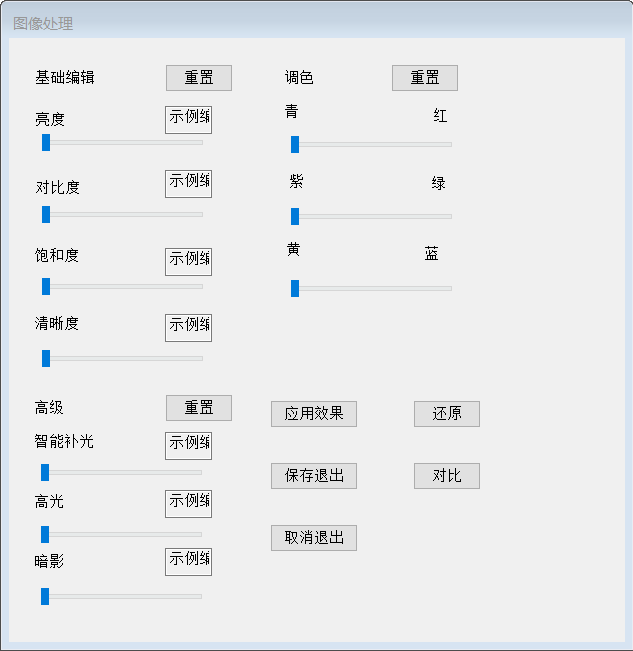 图像处理
基础编辑 重置
亮度 示例编
对比度 示例编
饱和度 示例编
清晰度 示例编
调色 重置
青 红
紫 绿
黄 蓝
高级 重置
智能补光 示例编
高光 示例编
暗影 示例编
应用效果 还原
保存退出 对比
取消退出